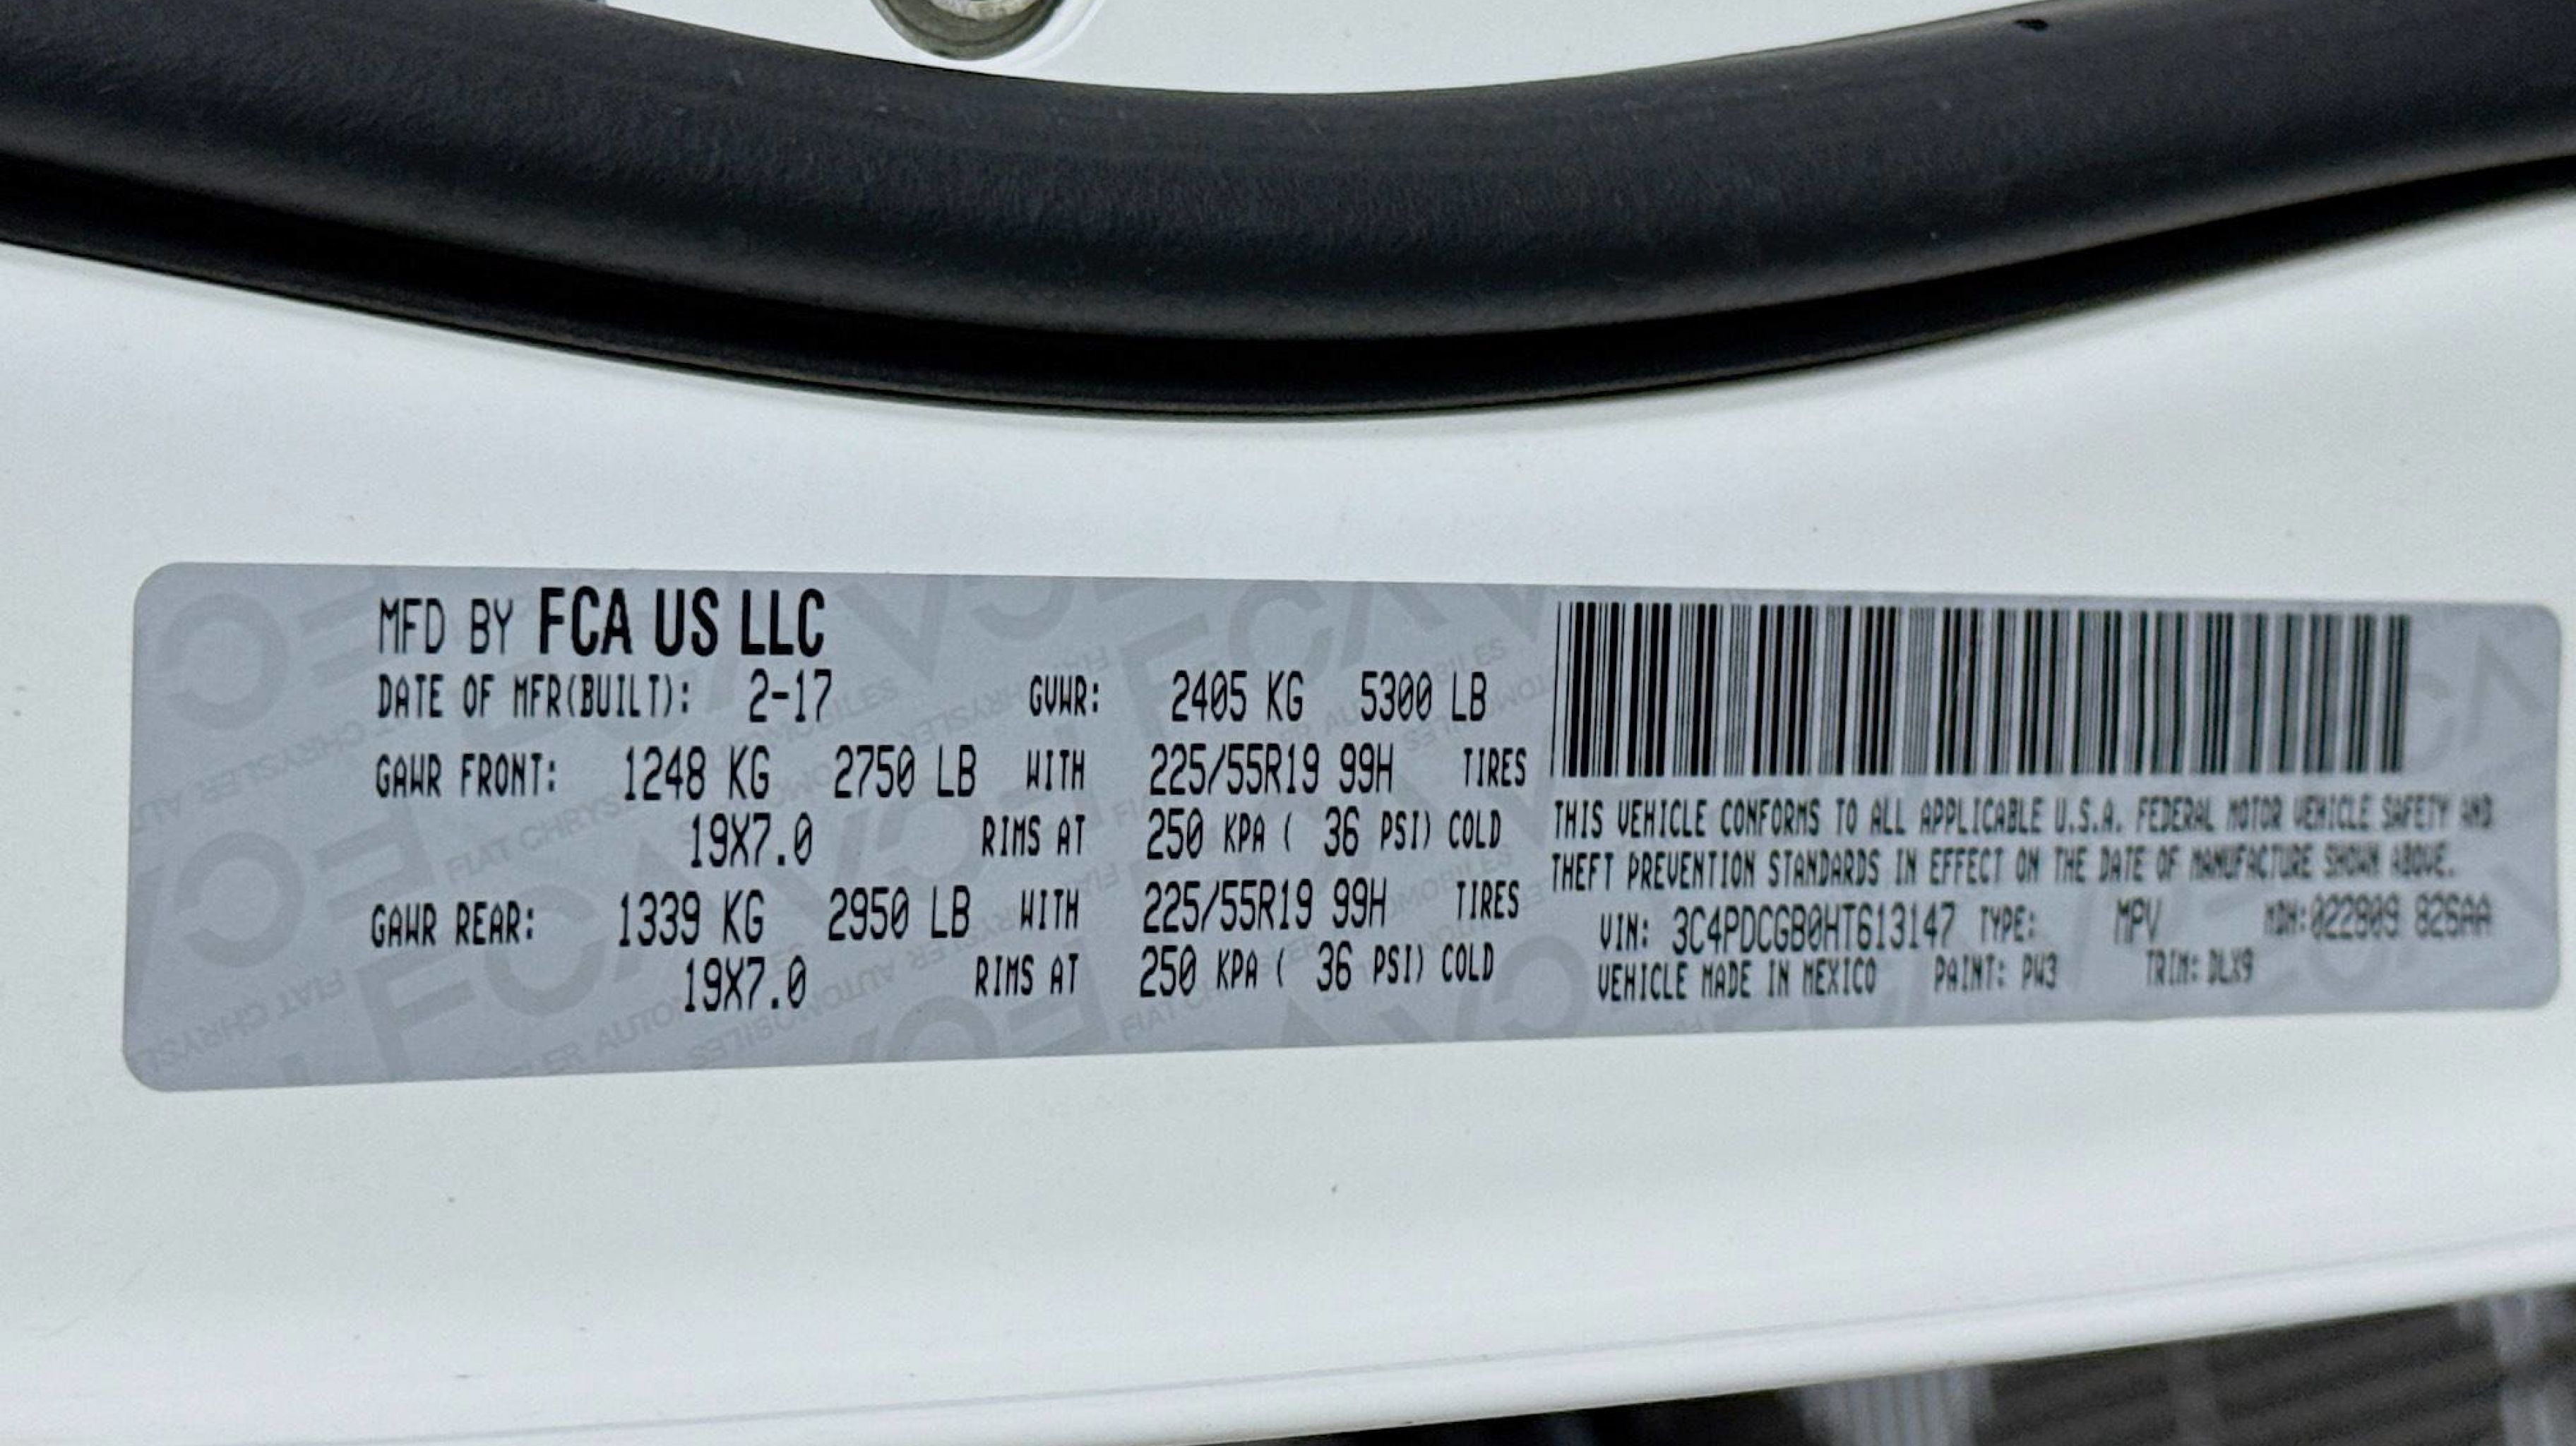 MFD BY FCA US LLC
DATE OF MFR(BUILT): 2-17 GVWR: 2405 KG 5300 LB
GAWR FRONT: 1248 KG 2750 LB WITH 225/55R19 99H TIRES
19X7.0 RIMS AT 250 KPA ( 36 PSI) COLD
GAWR REAR: 1339 KG 2950 LB WITH 225/55R19 99H TIRES
19X7.0 RIMS AT 250 KPA ( 36 PSI) COLD
THIS VEHICLE CONFORMS TO ALL APPLICABLE U.S.A. FEDERAL MOTOR VEHICLE SAFETY AND
THEFT PREVENTION STANDARDS IN EFFECT ON THE DATE OF MANUFACTURE SHOWN ABOVE.
VIN: 3C4PDCGB0HT613147 TYPE: MPV MDH:
VEHICLE MADE IN MEXICO PAINT: PW3 TRIM: DLX9